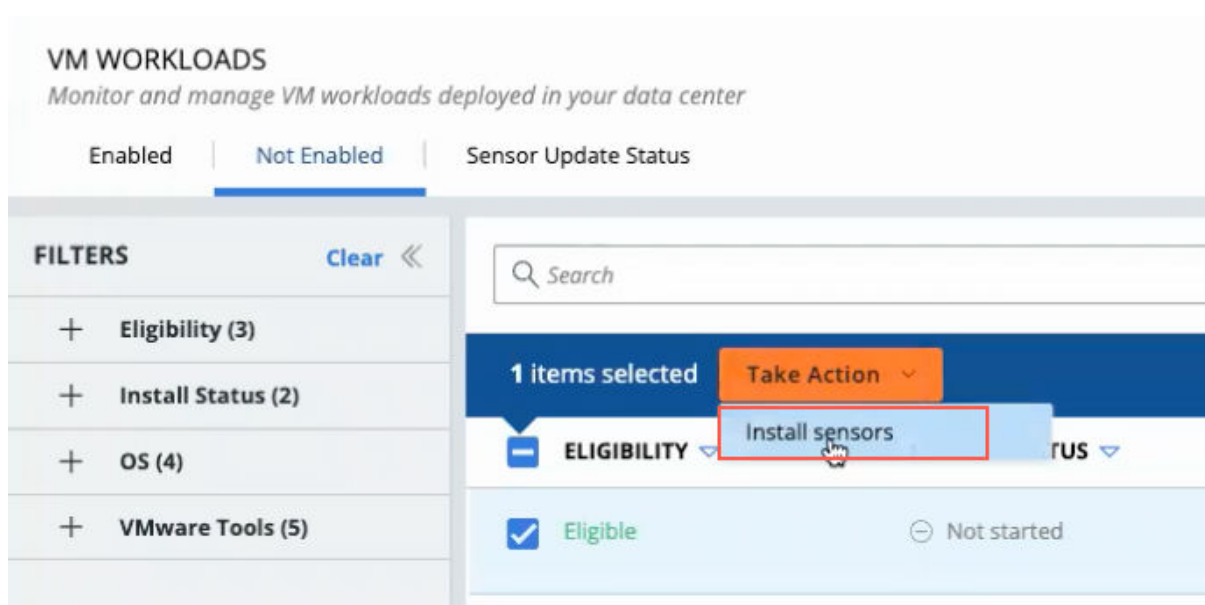 VM WORKLOADS
Monitor and manage VM workloads deployed in your data center
Enabled
Not Enabled
Sensor Update Status
FILTERS
Clear
Search
Eligibility (3)
Install Status (2)
OS (4)
VMware Tools (5)
1 items selected
Take Action
Install sensors
ELIGIBILITY
TUS
Eligible
Not started